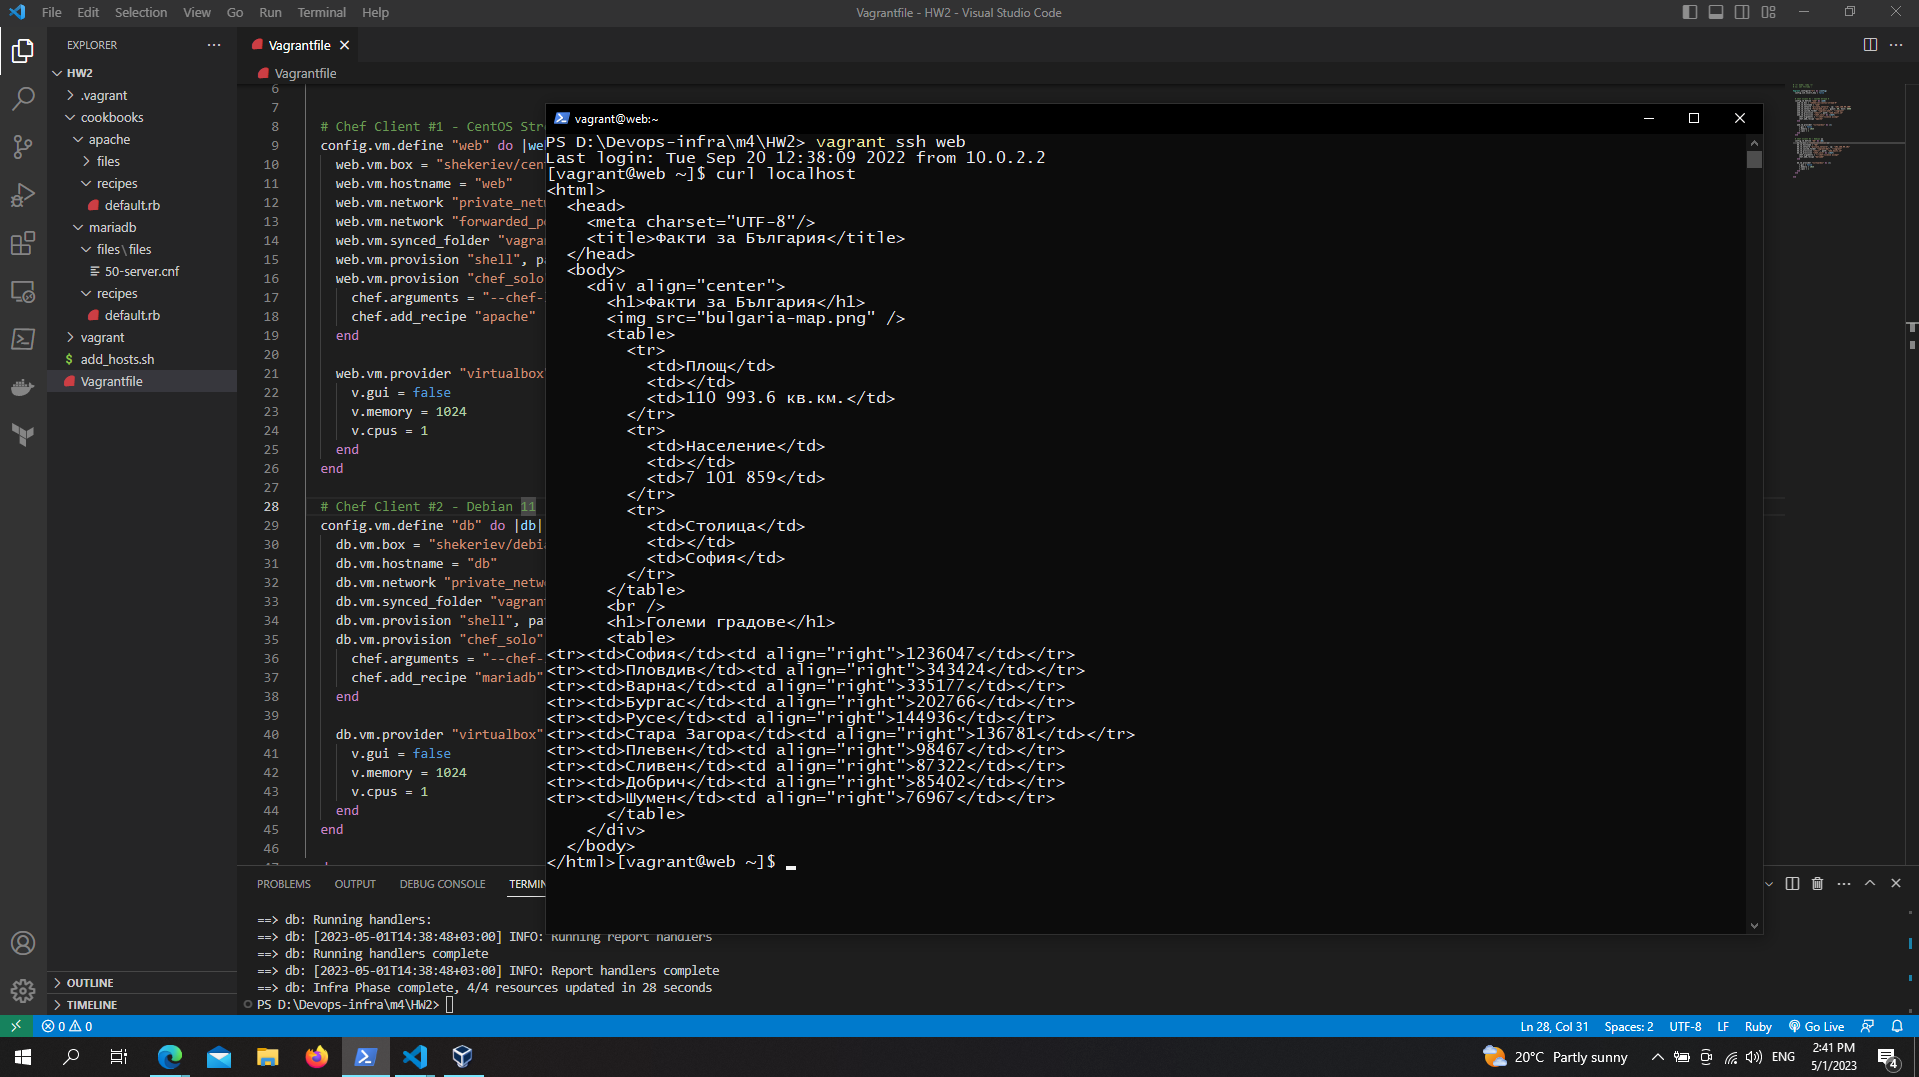 File Edit Selection View Go Run Terminal Help
Vagrantfile - HW2 - Visual Studio Code
EXPLORER
HW2
.vagrant
cookbooks
apache
files
recipes
default.rb
mariadb
files\files
50-server.cnf
recipes
default.rb
vagrant
$ add_hosts.sh
Vagrantfile
OUTLINE
TIMELINE
Vagrantfile
Vagrantfile
6
7
8 # Chef Client #1 - CentOS Str
9 config.vm.define "web" do |we
10 web.vm.box = "shekeriev/cen
11 web.vm.hostname = "web"
12 web.vm.network "private_net
13 web.vm.network "forwarded_p
14 web.vm.synced_folder "vagra
15 web.vm.provision "shell", p
16 web.vm.provision "chef_solo
17 chef.arguments = "--chef-
18 chef.add_recipe "apache"
19 end
20
21 web.vm.provider "virtualbox"
22 v.gui = false
23 v.memory = 1024
24 v.cpus = 1
25 end
26 end
27
28 # Chef Client #2 - Debian 11
29 config.vm.define "db" do |db|
30 db.vm.box = "shekeriev/debi
31 db.vm.hostname = "db"
32 db.vm.network "private_netw
33 db.vm.synced_folder "vagran
34 db.vm.provision "shell", pa
35 db.vm.provision "chef_solo"
36 chef.arguments = "--chef-
37 chef.add_recipe "mariadb"
38 end
39
40 db.vm.provider "virtualbox"
41 v.gui = false
42 v.memory = 1024
43 v.cpus = 1
44 end
45 end
46
vagrant@web:~
PS D:\Devops-infra\m4\HW2> vagrant ssh web
Last login: Tue Sep 20 12:38:09 2022 from 10.0.2.2
[vagrant@web ~]$ curl localhost
<html>
<head>
<meta charset="UTF-8"/>
<title>Факти за България</title>
</head>
<body>
<div align="center">
<h1>Факти за България</h1>
<img src="bulgaria-map.png" />
<table>
<tr>
<td>Площ</td>
<td></td>
<td>110 993.6 кв.км.</td>
</tr>
<tr>
<td>Население</td>
<td></td>
<td>7 101 859</td>
</tr>
<tr>
<td>Столица</td>
<td></td>
<td>София</td>
</tr>
</table>
<br />
<h1>Големи градове</h1>
<table>
<tr><td>София</td><td align="right">1236047</td></tr>
<tr><td>Пловдив</td><td align="right">343424</td></tr>
<tr><td>Варна</td><td align="right">335177</td></tr>
<tr><td>Бургас</td><td align="right">202766</td></tr>
<tr><td>Русе</td><td align="right">144936</td></tr>
<tr><td>Стара Загора</td><td align="right">136781</td></tr>
<tr><td>Плевен</td><td align="right">98467</td></tr>
<tr><td>Сливен</td><td align="right">87322</td></tr>
<tr><td>Добрич</td><td align="right">85402</td></tr>
<tr><td>Шумен</td><td align="right">76967</td></tr>
</table>
</div>
</body>
</html>[vagrant@web ~]$
PROBLEMS OUTPUT DEBUG CONSOLE TERMIN
==> db: Running handlers:
==> db: [2023-05-01T14:38:48+03:00] INFO: Running report handlers
==> db: Running handlers complete
==> db: [2023-05-01T14:38:48+03:00] INFO: Report handlers complete
==> db: Infra Phase complete, 4/4 resources updated in 28 seconds
PS D:\Devops-infra\m4\HW2>
0 0
Ln 28, Col 31 Spaces: 2 UTF-8 LF Ruby Go Live
20°C Partly sunny ENG
2:41 PM
5/1/2023
4